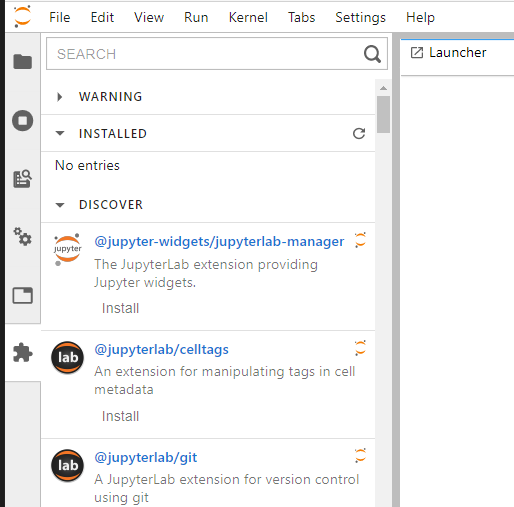 File Edit View Run Kernel Tabs Settings Help
SEARCH
Launcher
WARNING
INSTALLED
No entries
DISCOVER
jupyter
@jupyter-widgets/jupyterlab-manager
The JupyterLab extension providing
Jupyter widgets.
Install
lab
@jupyterlab/celltags
An extension for manipulating tags in cell
metadata
Install
lab
@jupyterlab/git
A JupyterLab extension for version control
using git